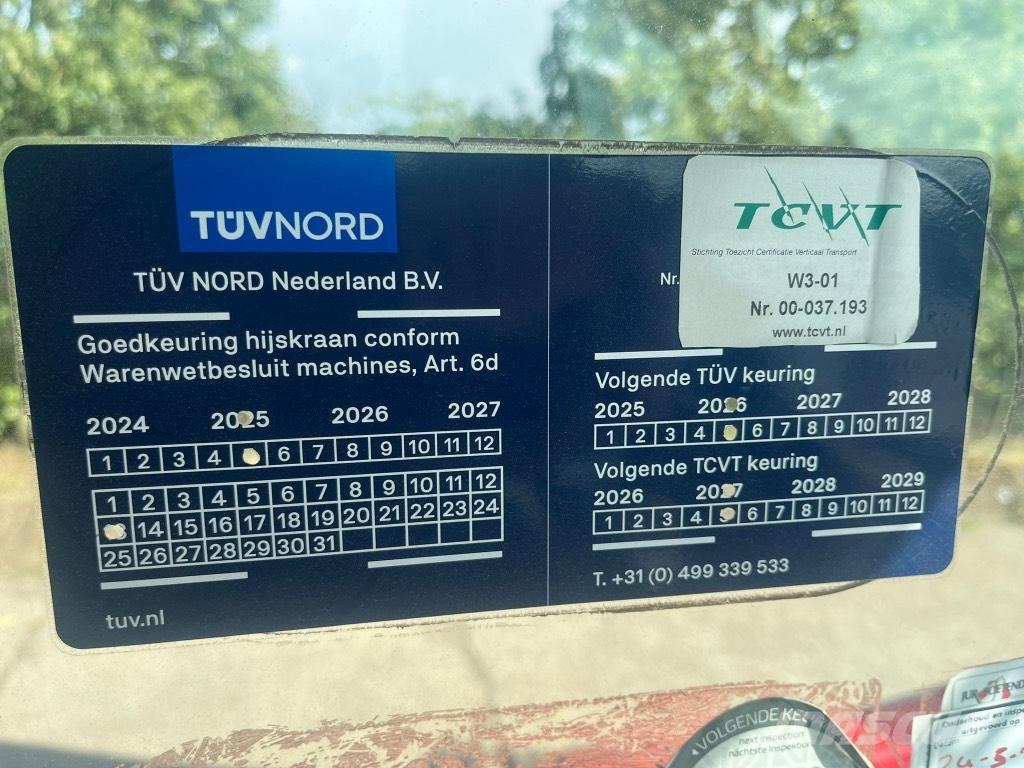 TÜVNORD
TÜV NORD Nederland B.V.
Goedkeuring hijskraan conform
Warenwetbesluit machines, Art. 6d
2024 2025 2026 2027
1 2 3 4 6 7 8 9 10 11 12
1 2 3 4 5 6 7 8 9 10 11 12
13 14 15 16 17 18 19 20 21 22 23 24
25 26 27 28 29 30 31
tuv.nl
TCVT
Stichting Toezicht Certificatie Verticaal Transport
W3-01
Nr. 00-037.193
www.tcvt.nl
Nr.
Volgende TÜV keuring
2025 2026 2027 2028
1 2 3 4 6 7 8 9 10 11 12
Volgende TCVT keuring
2026 2027 2028 2029
1 2 3 4 5 6 7 8 9 10 11 12
T. +31 (0) 499 339 533
VOLGENDE
next inspection
nächste Inspektion
Onderhoud en
uitgevoerd op
24-5-